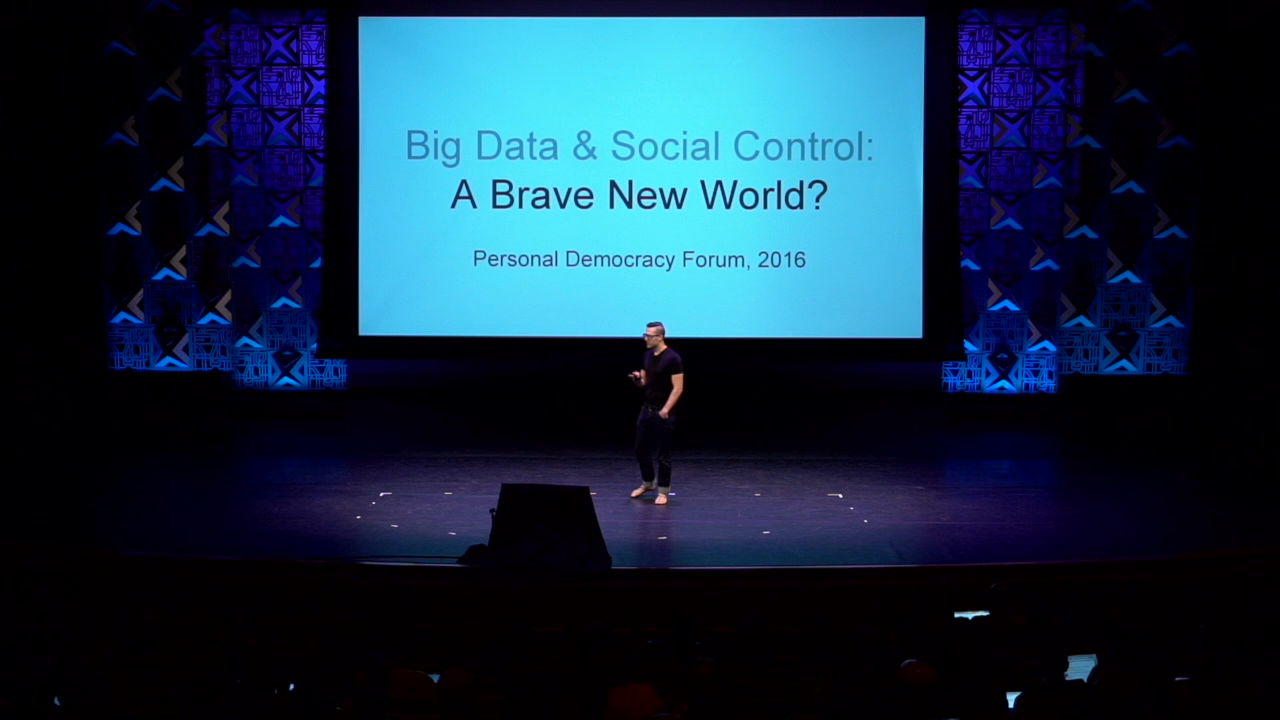 Big Data & Social Control:
A Brave New World?
Personal Democracy Forum, 2016